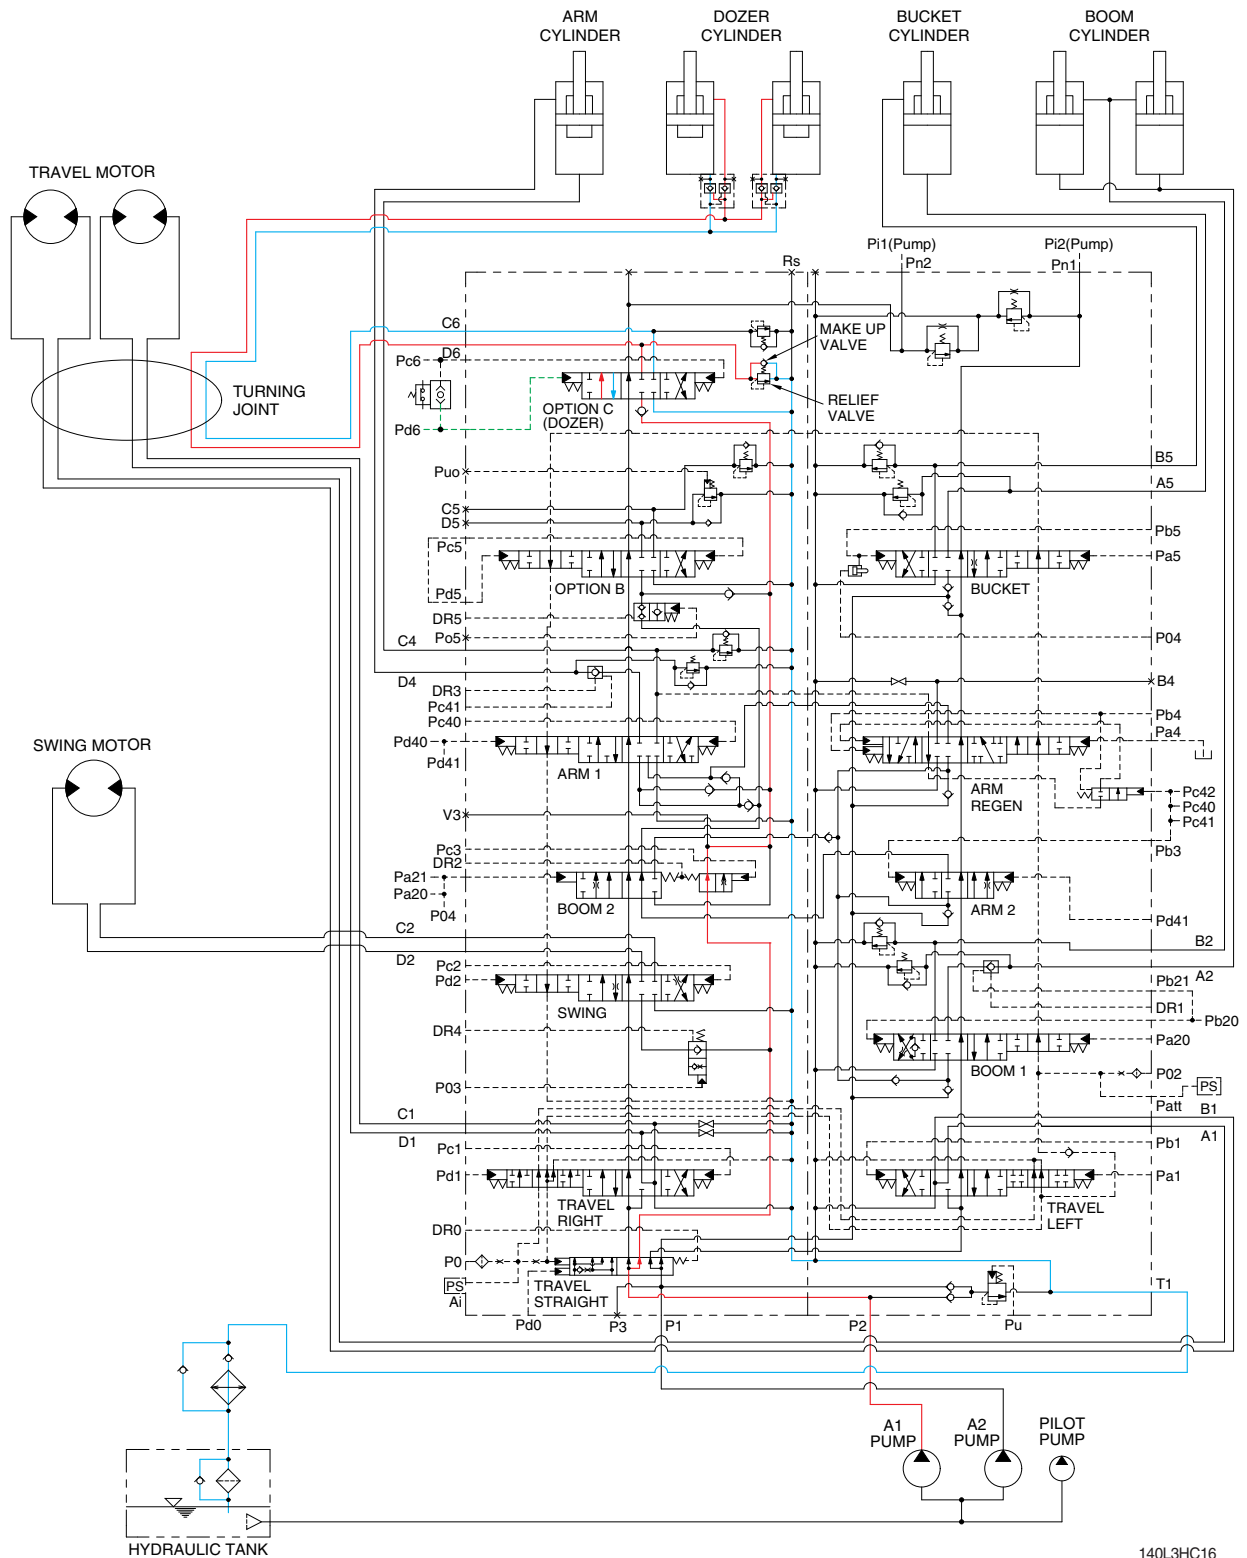 ARM
CYLINDER
DOZER
CYLINDER
BUCKET
CYLINDER
BOOM
CYLINDER
TRAVEL MOTOR
TURNING
JOINT
Rs
Pi1(Pump)
Pn2
Pi2(Pump)
Pn1
C6
D6
Pc6
Pd6
MAKE UP
VALVE
RELIEF
VALVE
OPTION C
(DOZER)
Puo
C5
D5
Pc5
Pd5
DR5
Po5
OPTION B
B5
A5
Pb5
Pa5
BUCKET
P04
C4
D4
DR3
Pc41
Pc40
Pd40
Pd41
ARM 1
B4
Pb4
Pa4
ARM
REGEN
Pc42
Pc40
Pc41
Pb3
SWING MOTOR
V3
Pc3
DR2
Pa21
Pa20
P04
BOOM 2
ARM 2
Pd41
C2
D2
Pc2
Pd2
SWING
B2
A2
Pb21
DR1
Pb20
Pa20
BOOM 1
DR4
P03
P02
PS
Patt
C1
D1
Pc1
Pd1
TRAVEL
RIGHT
B1
A1
Pb1
Pa1
TRAVEL
LEFT
DR0
P0
PS
Ai
TRAVEL
STRAIGHT
T1
Pd0
P3
P1
P2
Pu
A1
PUMP
A2
PUMP
PILOT
PUMP
HYDRAULIC TANK
140L3HC16